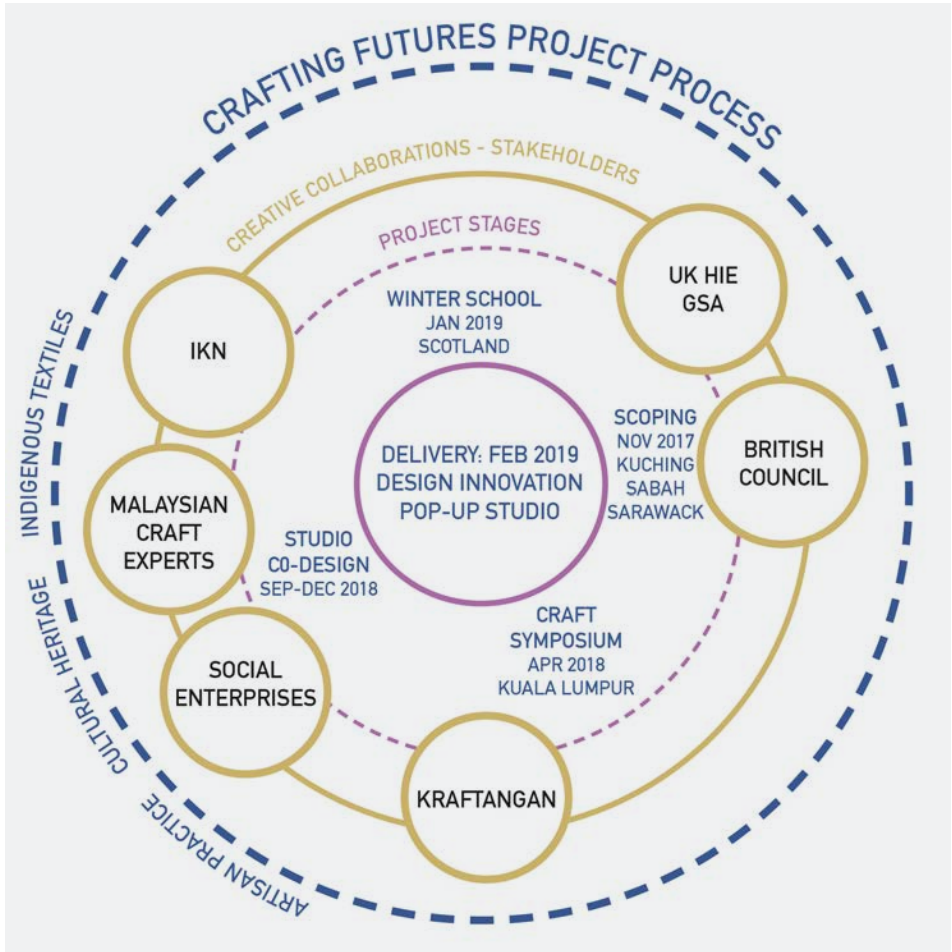 CRAFTING FUTURES PROJECT PROCESS
CREATIVE COLLABORATIONS - STAKEHOLDERS
PROJECT STAGES
UK HIE
GSA
IKN
WINTER SCHOOL
JAN 2019
SCOTLAND
BRITISH
COUNCIL
SCOPING
NOV 2017
KUCHING
SABAH
SARAWACK
DELIVERY: FEB 2019
DESIGN INNOVATION
POP-UP STUDIO
MALAYSIAN
CRAFT
EXPERTS
STUDIO
CO-DESIGN
SEP-DEC 2018
CRAFT
SYMPOSIUM
APR 2018
KUALA LUMPUR
SOCIAL
ENTERPRISES
KRAFTANGAN
INDIGENOUS TEXTILES
CULTURAL HERITAGE
ARTISAN PRACTICE